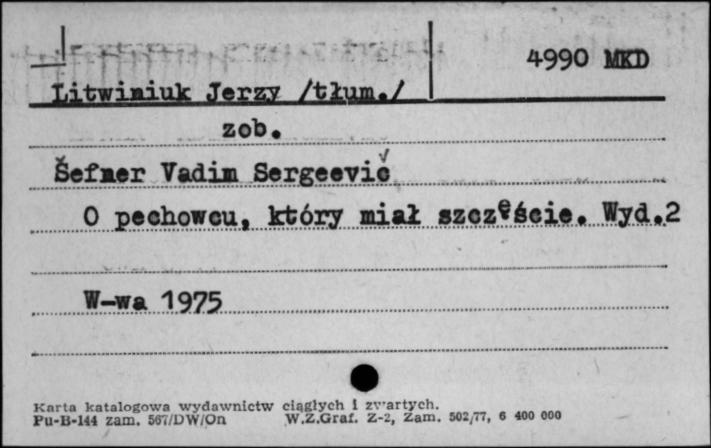 4990 MKD
Litwiniuk Jerzy /tłum./
zob.
Šefner Vadim Sergeevič
O pechowcu, który miał szczęście. Wyd.2
W-wa 1975
Karta katalogowa wydawnictw ciągłych i zwartych.
Pu-B-144 zam. 567/DW/On W.Z.Graf. Z-2, Zam. 502/77, 6 400 000